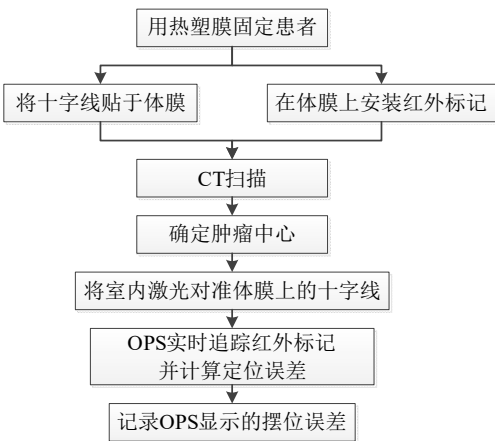 用热塑膜固定患者
将十字线贴于体膜
在体膜上安装红外标记
CT扫描
确定肿瘤中心
将室内激光对准体膜上的十字线
OPS实时追踪红外标记
并计算定位误差
记录OPS显示的摆位误差